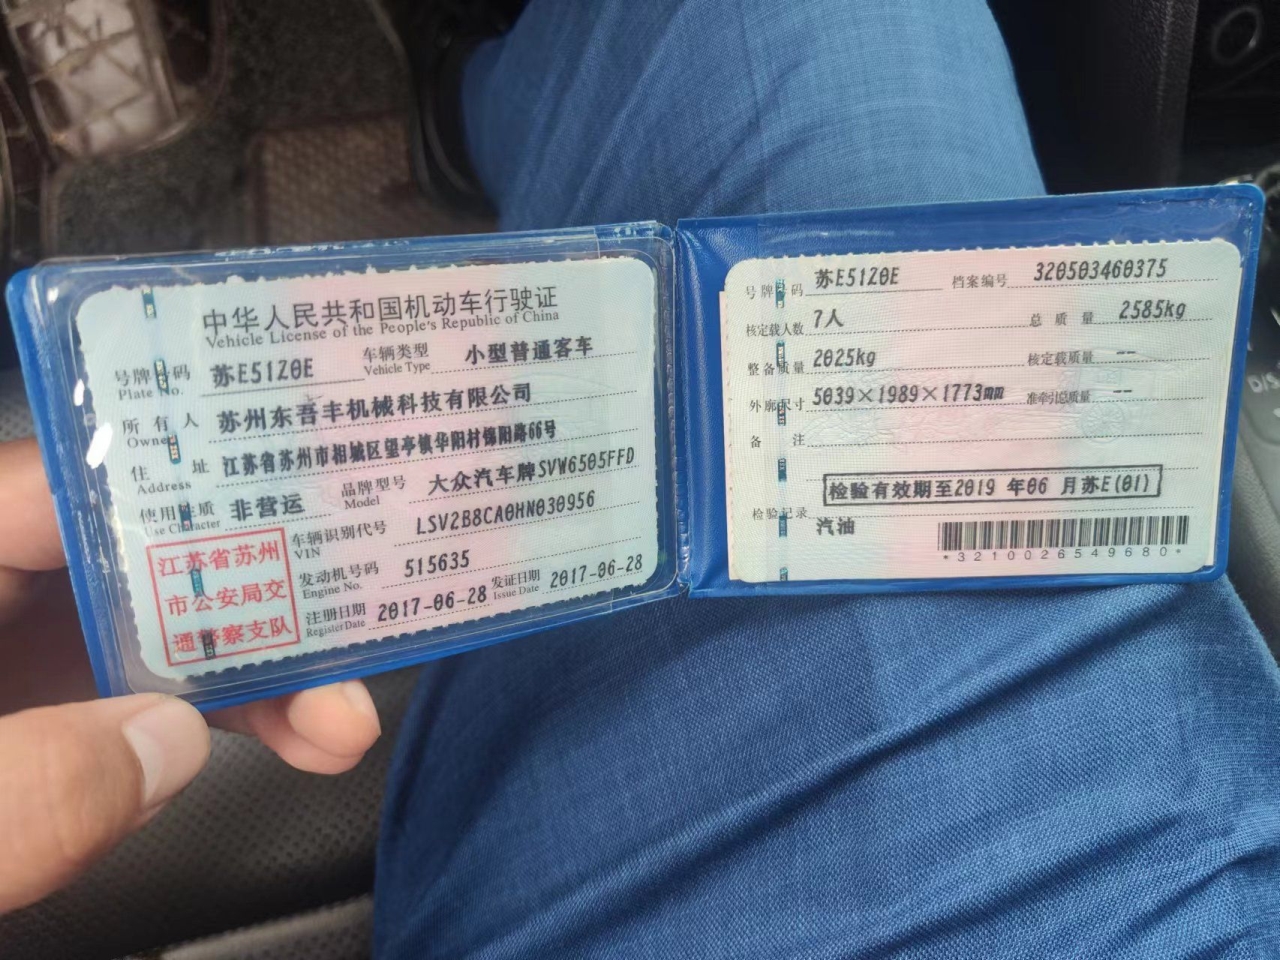 中华人民共和国机动车行驶证
Vehicle License of the People's Republic of China
号牌号码 苏E5120E 车辆类型 小型普通客车
Plate No. Vehicle Type
所有人 苏州东吾丰机械科技有限公司
Owner
住址 江苏省苏州市相城区望亭镇华阳村锦阳路66号
Address
使用性质 非营运 品牌型号 大众汽车牌SVW6505FFD
Use Character Model
江苏省苏州
市公安局交
通警察支队
车辆识别代号 LSV2B8CA0HN030956
VIN
发动机号码 515635
Engine No.
注册日期 2017-06-28 发证日期 2017-06-28
Register Date Issue Date
号牌号码 苏E5120E 档案编号 320503460375
核定载人数 7人 总质量 2585kg
整备质量 2025kg 核定载质量 --
外廓尺寸 5039×1989×1773mm 准牵引总质量 --
备注
检验有效期至2019年06月苏E(01)
检验记录
汽油
*3210026549680*